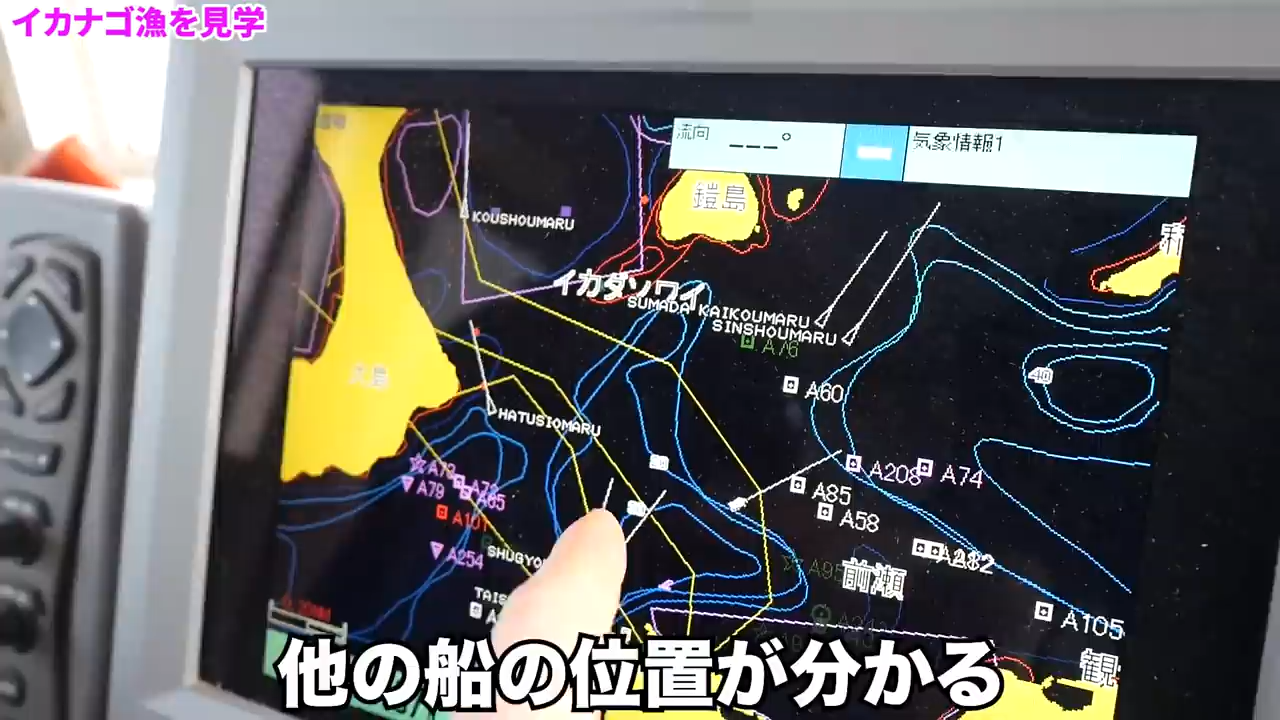 イカナゴ漁を見学
流向
---°
気象情報1
鎧島
KOUSHOUMARU
イカダソワイ
SUMADA KAIKOUMARU
SINSHOUMARU
A76
A60
40
HATUSIOMARU
A208
A74
A79
A85
A58
A101
A254
前瀬
A105
観
他の船の位置が分かる